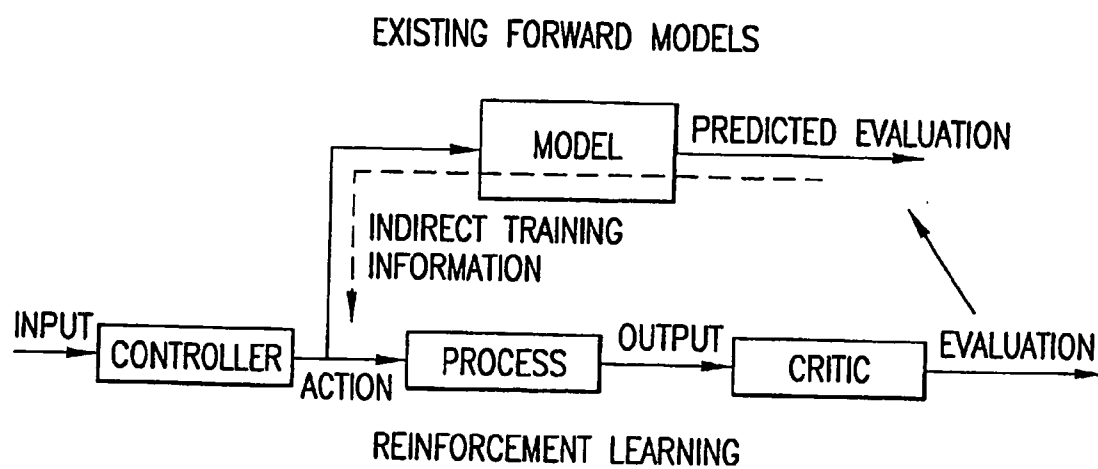 EXISTING FORWARD MODELS
MODEL
PREDICTED EVALUATION
INDIRECT TRAINING
INFORMATION
INPUT
CONTROLLER
ACTION
PROCESS
OUTPUT
CRITIC
EVALUATION
REINFORCEMENT LEARNING